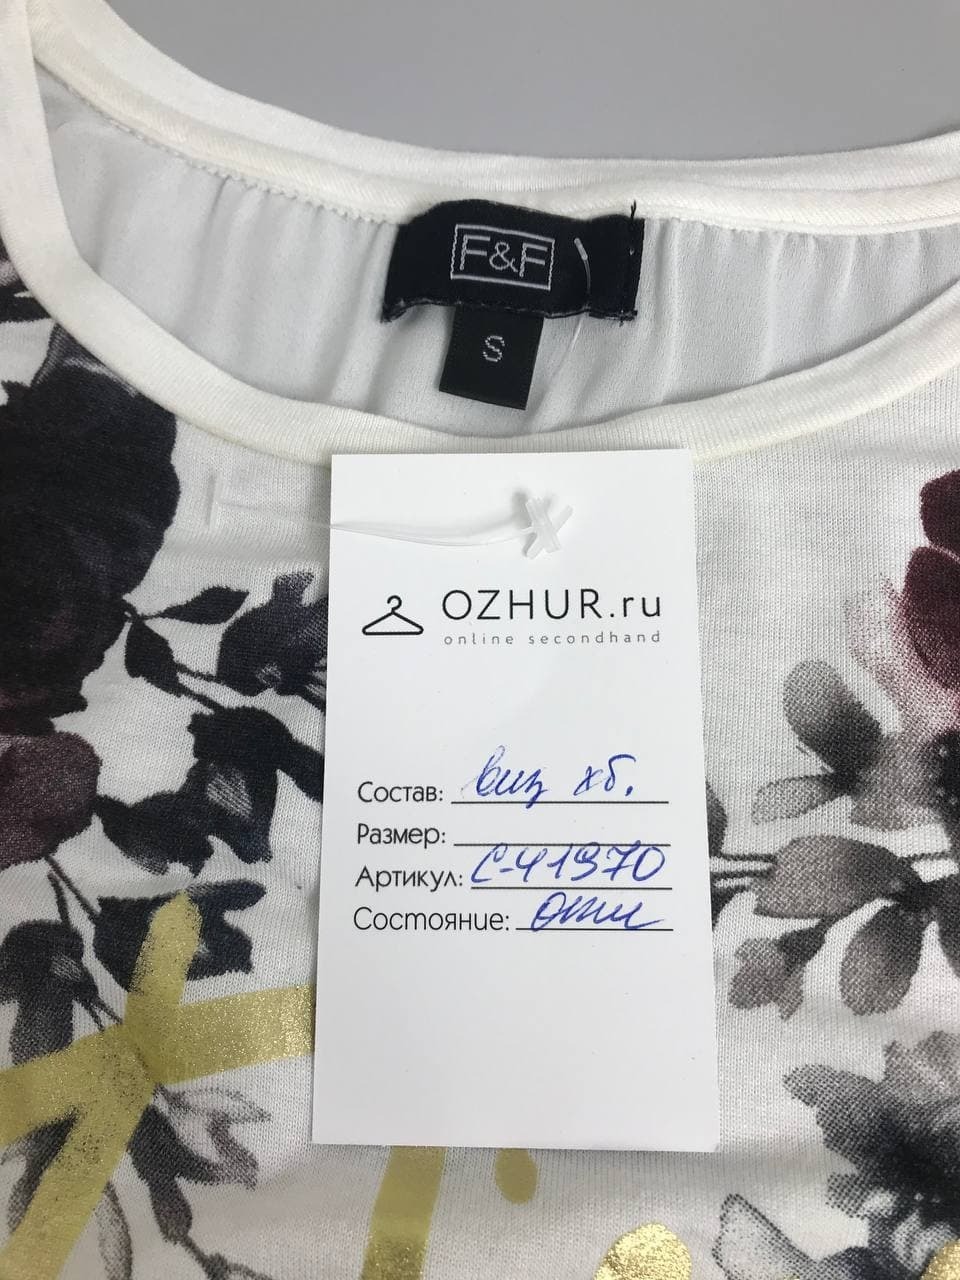 F&F
S
OZHUR.ru
online secondhand
Состав: виз хб.
Размер:
Артикул: С-41970
Состояние: отл